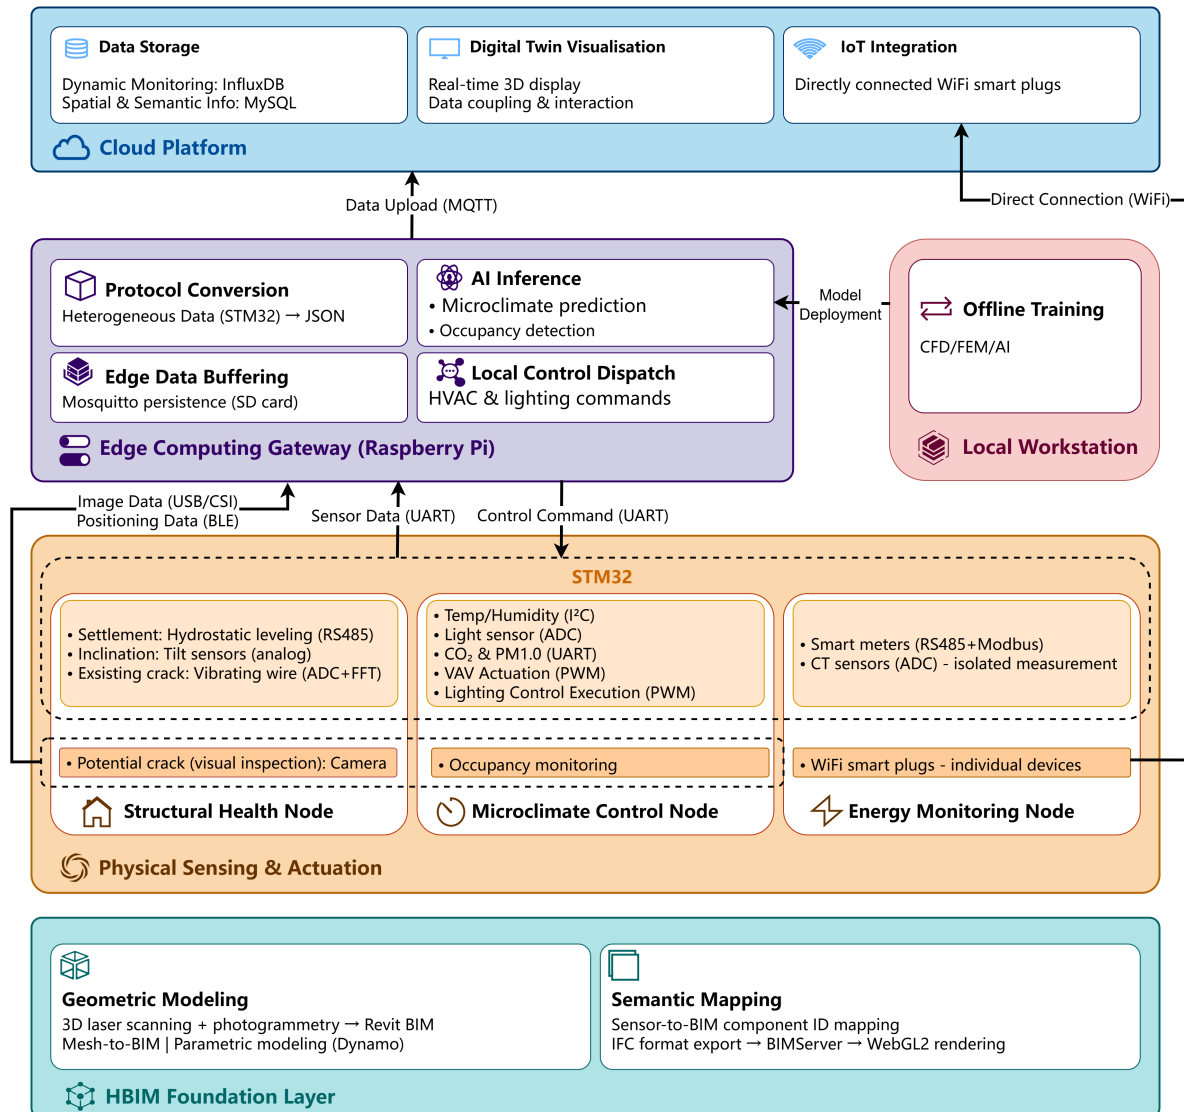 Data Storage
Dynamic Monitoring: InfluxDB
Spatial & Semantic Info: MySQL
Digital Twin Visualisation
Real-time 3D display
Data coupling & interaction
IoT Integration
Directly connected WiFi smart plugs
Cloud Platform
Data Upload (MQTT)
Direct Connection (WiFi)
Protocol Conversion
Heterogeneous Data (STM32) → JSON
AI Inference
• Microclimate prediction
• Occupancy detection
Edge Data Buffering
Mosquitto persistence (SD card)
Local Control Dispatch
HVAC & lighting commands
Edge Computing Gateway (Raspberry Pi)
Model
Deployment
Offline Training
CFD/FEM/AI
Local Workstation
Image Data (USB/CSI)
Positioning Data (BLE)
Sensor Data (UART)
Control Command (UART)
STM32
• Settlement: Hydrostatic leveling (RS485)
• Inclination: Tilt sensors (analog)
• Exsisting crack: Vibrating wire (ADC+FFT)
• Temp/Humidity (I²C)
• Light sensor (ADC)
• CO₂ & PM1.0 (UART)
• VAV Actuation (PWM)
• Lighting Control Execution (PWM)
• Smart meters (RS485+Modbus)
• CT sensors (ADC) - isolated measurement
• Potential crack (visual inspection): Camera
• Occupancy monitoring
• WiFi smart plugs - individual devices
Structural Health Node
Microclimate Control Node
Energy Monitoring Node
Physical Sensing & Actuation
Geometric Modeling
3D laser scanning + photogrammetry → Revit BIM
Mesh-to-BIM | Parametric modeling (Dynamo)
Semantic Mapping
Sensor-to-BIM component ID mapping
IFC format export → BIMServer → WebGL2 rendering
HBIM Foundation Layer